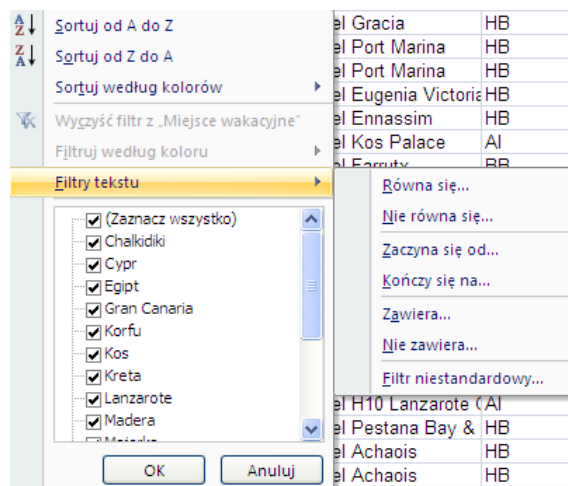 Sortuj od A do Z
Sortuj od Z do A
Sortuj według kolorów
Wyczyść filtr z „Miejsce wakacyjne"
Filtruj według koloru
Filtry tekstu
(Zaznacz wszystko)
Chalkidiki
Cypr
Egipt
Gran Canaria
Korfu
Kos
Kreta
Lanzarote
Madera
Majorka
OK Anuluj
Równa się...
Nie równa się...
Zaczyna się od...
Kończy się na...
Zawiera...
Nie zawiera...
Filtr niestandardowy...
el Gracia HB
el Port Marina HB
el Port Marina HB
el Eugenia Victoria HB
el Ennassim HB
el Kos Palace AI
el Farrutx BB
el H10 Lanzarote ( AI
el Pestana Bay & HB
el Achaois HB
el Achaois HB